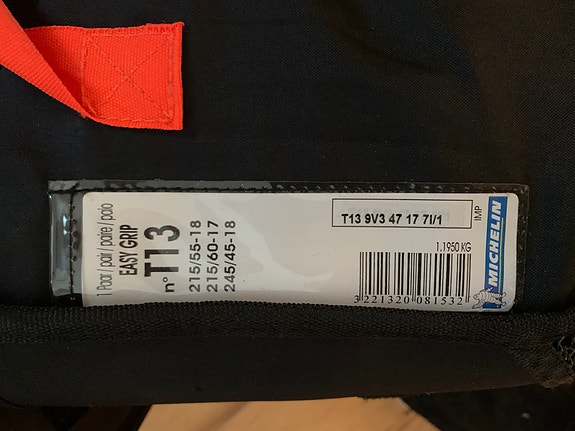 1 Paar / pair / paire / paio
EASY GRIP
n° T13
215/55-18
215/60-17
245/45-18
T13 9V3 47 17 7I/1
IMP
1.1950 KG
3 221320 081532
MICHELIN